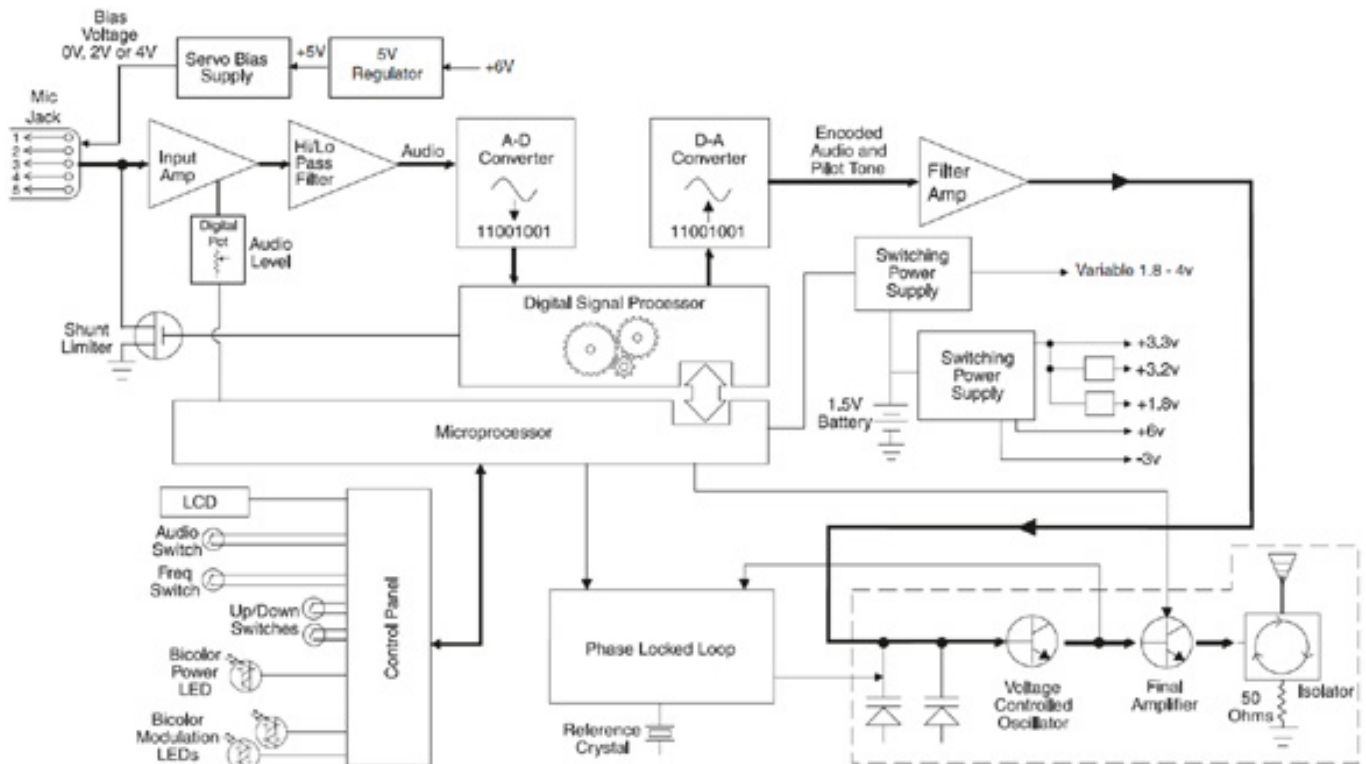 Bias
Voltage
0V, 2V or 4V
Servo Bias
Supply
+5V
5V
Regulator
+6V
Mic
Jack
1
2
3
4
5
Input
Amp
Hi/Lo
Pass
Filter
Audio
A-D
Converter
11001001
D-A
Converter
11001001
Encoded
Audio and
Pilot Tone
Filter
Amp
Digital
Pot
Audio
Level
Shunt
Limiter
Digital Signal Processor
Switching
Power
Supply
Variable 1.8 - 4v
Switching
Power
Supply
+3.3v
+3.2v
+1.8v
+6v
-3v
1.5V
Battery
Microprocessor
LCD
Audio
Switch
Freq
Switch
Up/Down
Switches
Bicolor
Power
LED
Bicolor
Modulation
LEDs
Control Panel
Phase Locked Loop
Reference
Crystal
Voltage
Controlled
Oscillator
Final
Amplifier
50
Ohms
Isolator